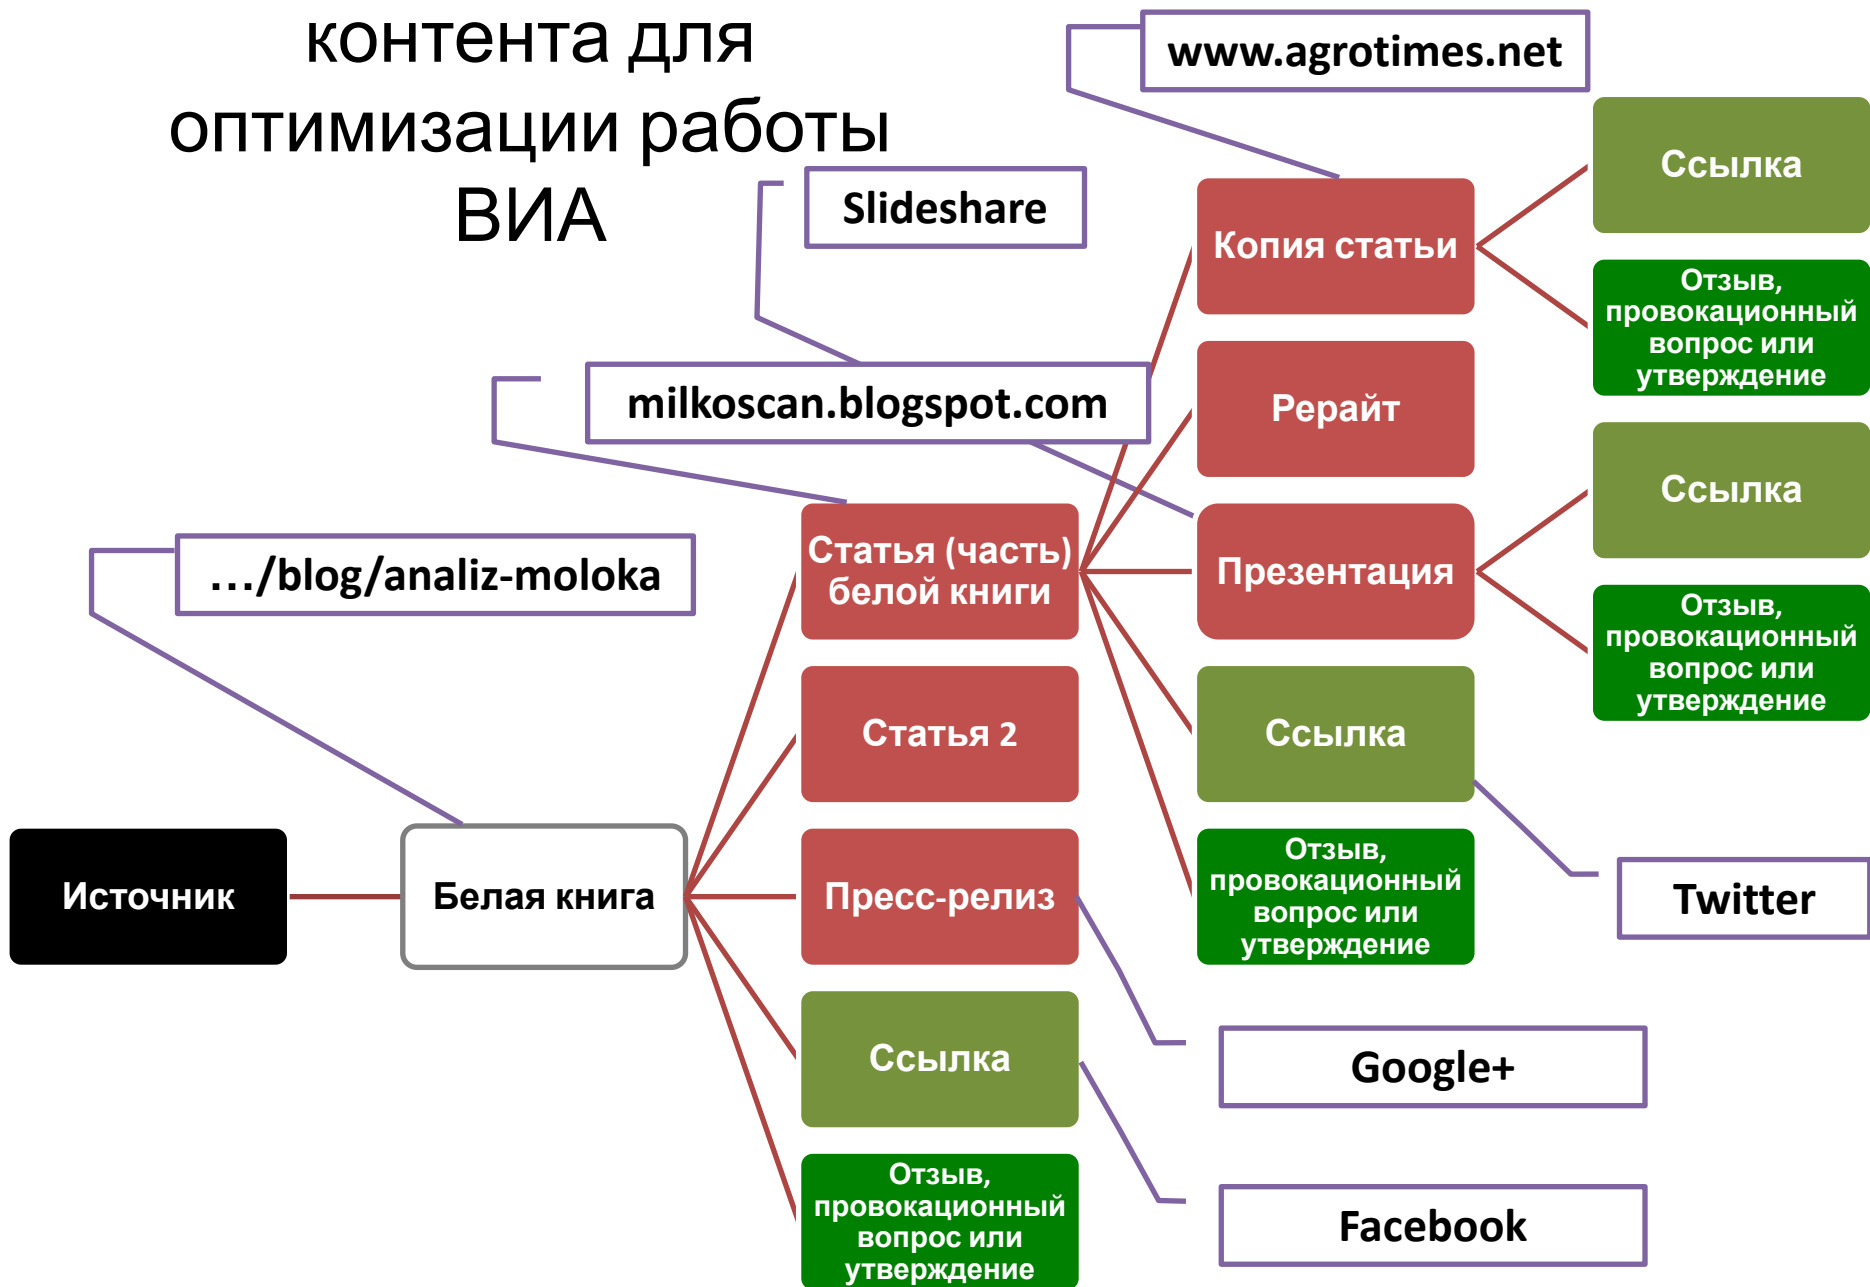 контента для
оптимизации работы
ВИА
www.agrotimes.net
Slideshare
milkoscan.blogspot.com
.../blog/analiz-moloka
Источник
Белая книга
Статья (часть)
белой книги
Статья 2
Пресс-релиз
Ссылка
Отзыв,
провокационный
вопрос или
утверждение
Копия статьи
Рерайт
Презентация
Ссылка
Отзыв,
провокационный
вопрос или
утверждение
Ссылка
Отзыв,
провокационный
вопрос или
утверждение
Ссылка
Отзыв,
провокационный
вопрос или
утверждение
Twitter
Google+
Facebook